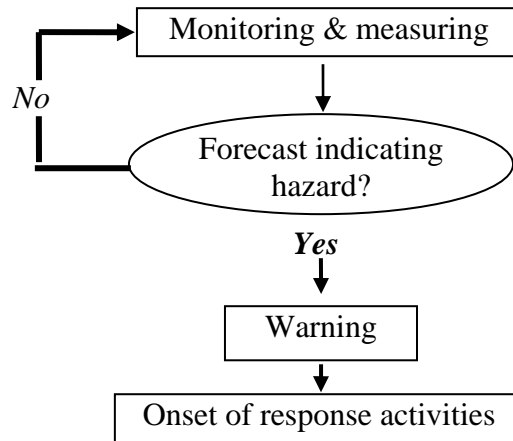 Monitoring & measuring
No
Forecast indicating
hazard?
Yes
Warning
Onset of response activities